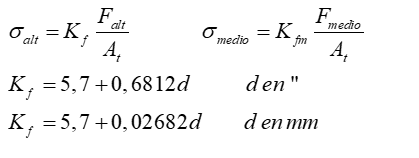 σ_alt = K_f F_alt / A_t    σ_medio = K_fm F_medio / A_t
K_f = 5,7 + 0,6812d    d en "
K_f = 5,7 + 0,02682d    d en mm